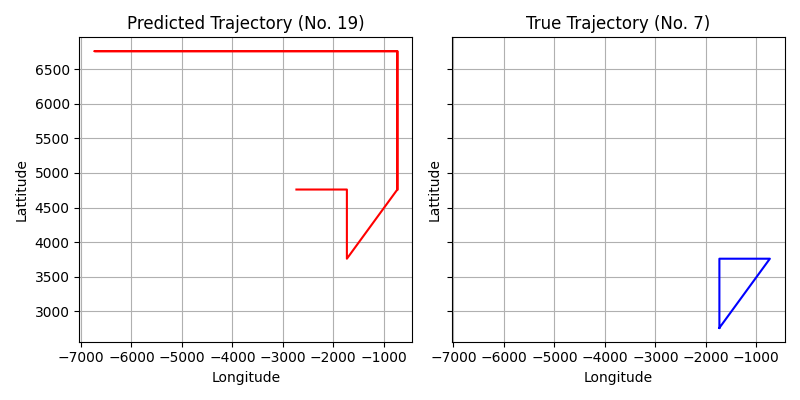 Predicted Trajectory (No. 19)
True Trajectory (No. 7)
Lattitude
6500
6000
5500
5000
4500
4000
3500
3000
−7000 −6000 −5000 −4000 −3000 −2000 −1000
Longitude
Lattitude
−7000 −6000 −5000 −4000 −3000 −2000 −1000
Longitude